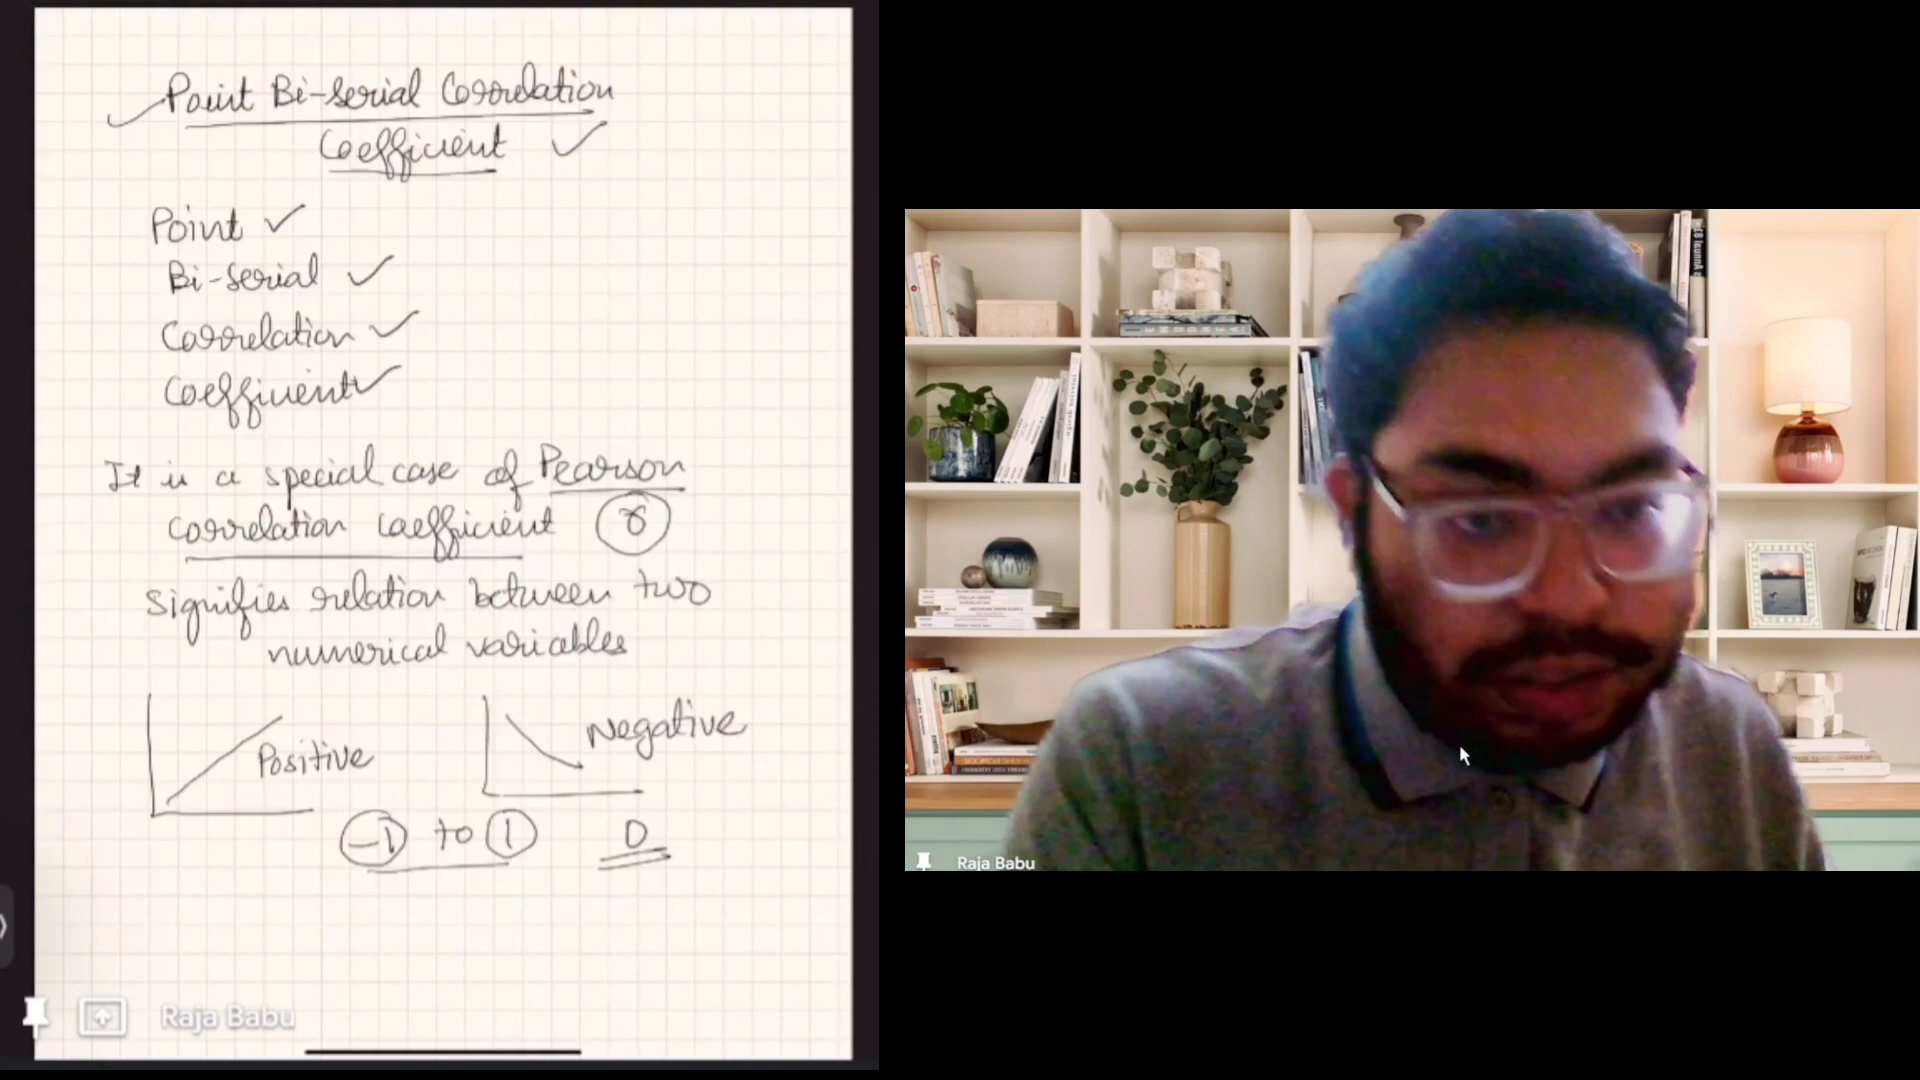 Point Bi-serial Correlation
Coefficient
Point
Bi-serial
Correlation
Coefficient
It is a special case of Pearson
correlation coefficient r
signifies relation between two
numerical variables
Positive
Negative
-1 to 1 0
Raja Babu
Raja Babu